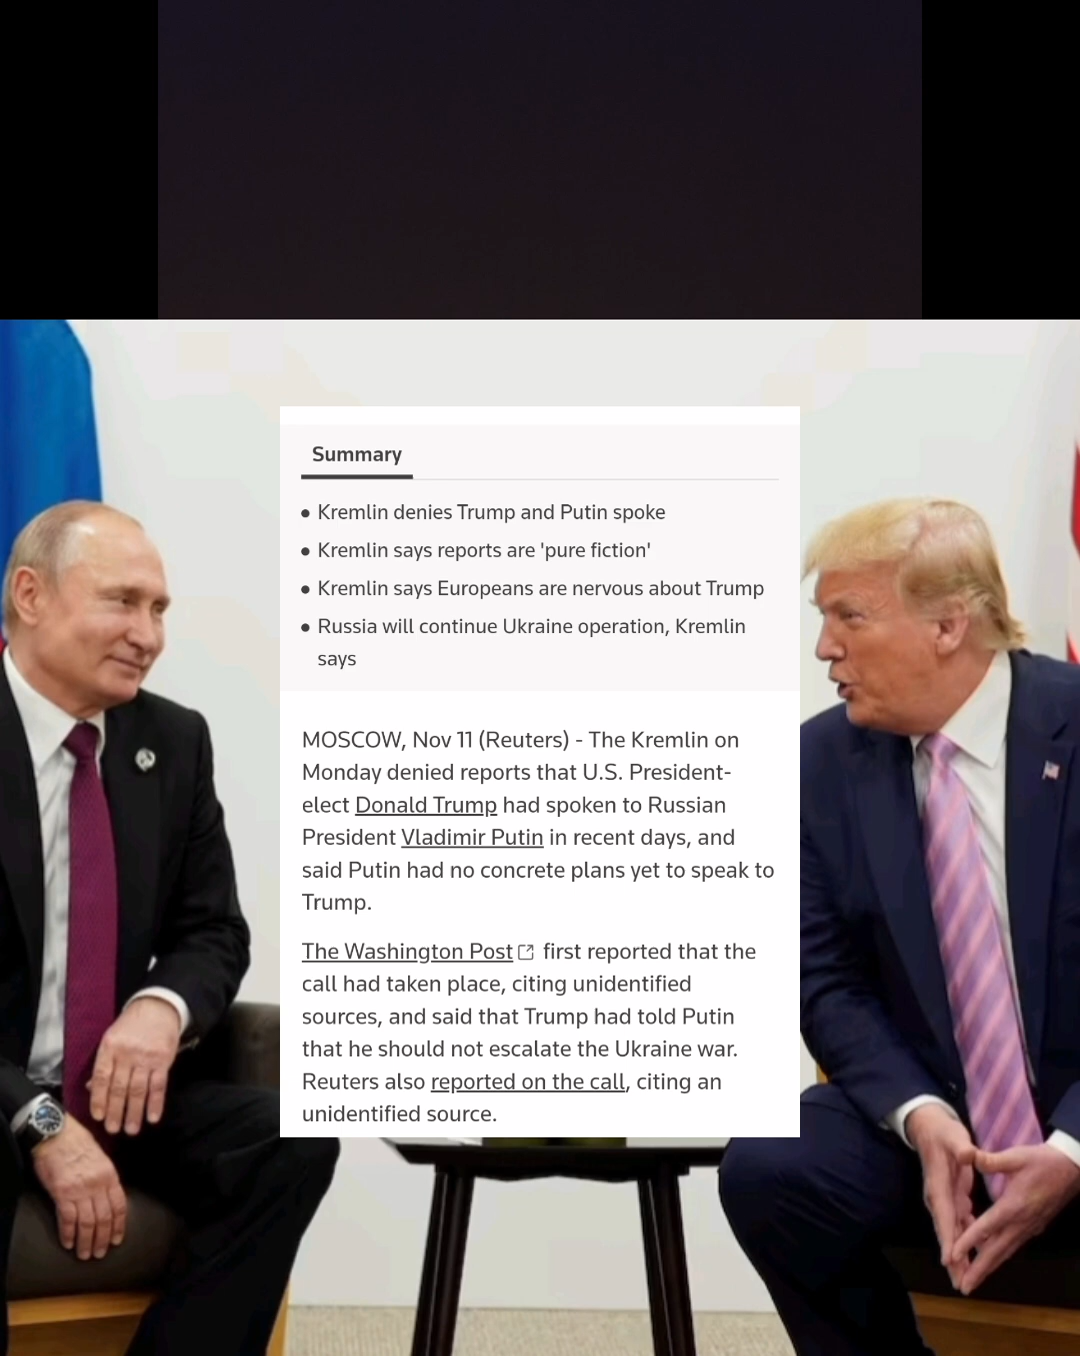 Summary
• Kremlin denies Trump and Putin spoke
• Kremlin says reports are 'pure fiction'
• Kremlin says Europeans are nervous about Trump
• Russia will continue Ukraine operation, Kremlin
says
MOSCOW, Nov 11 (Reuters) - The Kremlin on
Monday denied reports that U.S. President-
elect Donald Trump had spoken to Russian
President Vladimir Putin in recent days, and
said Putin had no concrete plans yet to speak to
Trump.
The Washington Post first reported that the
call had taken place, citing unidentified
sources, and said that Trump had told Putin
that he should not escalate the Ukraine war.
Reuters also reported on the call, citing an
unidentified source.